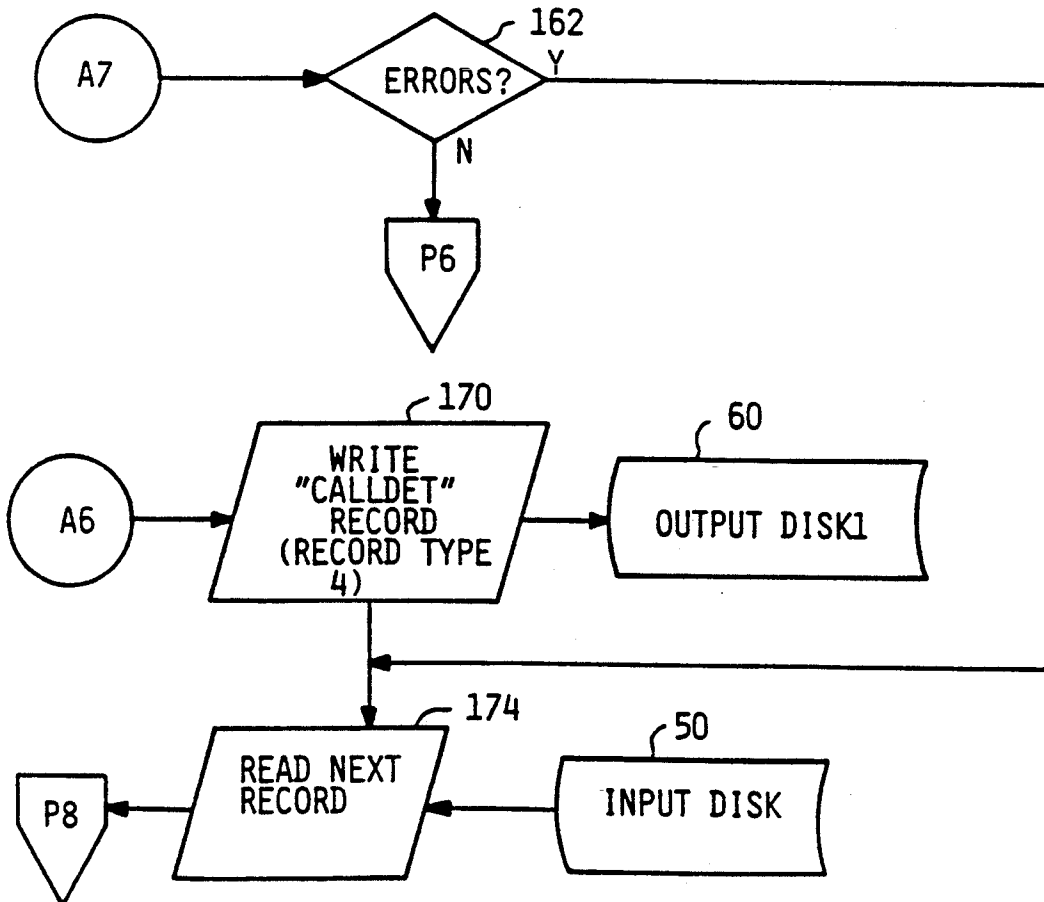 162
A7
ERRORS?
Y
N
P6
170
60
A6
WRITE
"CALLDET"
RECORD
(RECORD TYPE
4)
OUTPUT DISK1
174
50
READ NEXT
RECORD
P8
INPUT DISK